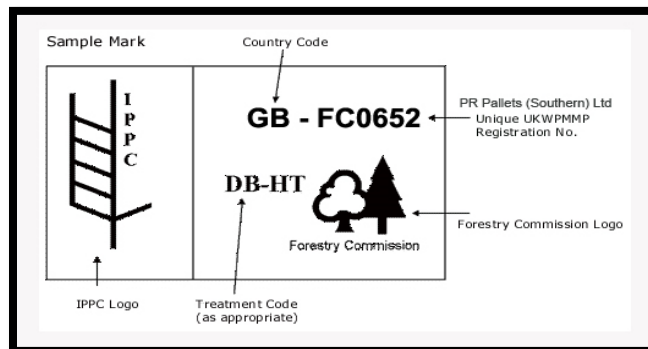 Sample Mark
Country Code
IPPC
GB - FC0652
PR Pallets (Southern) Ltd
Unique UKWPMMP
Registration No.
DB-HT
Forestry Commission
Forestry Commission Logo
IPPC Logo
Treatment Code
(as appropriate)